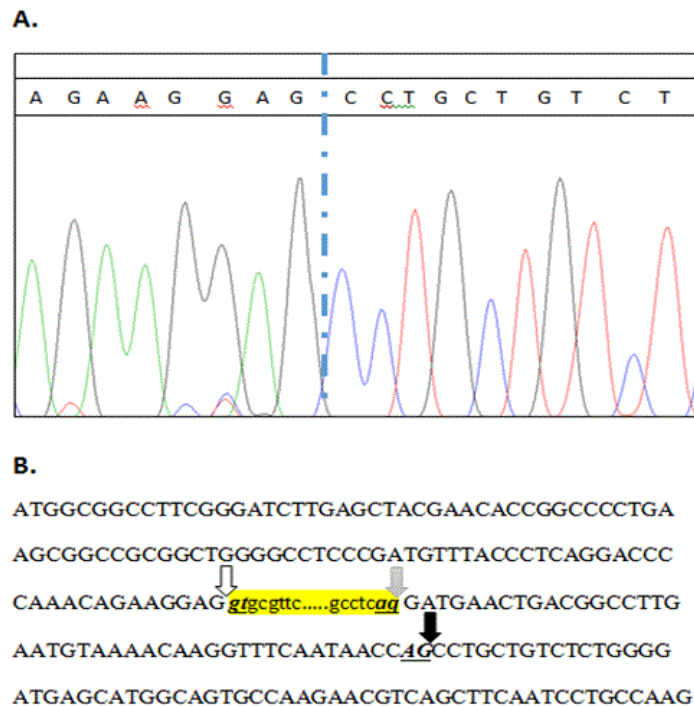 A.
A G A A G G A G C C T G C T G T C T
B.
ATGGCGGCCTTCGGGATCTTGAGCTACGAACACCGGCCCCTGA
AGCGGCCGCGGCTGGGGCCTCCCGATGTTTACCCTCAGGACCC
CAAACAGAAGGAGgtgcgttc.....gcctcagGATGAACTGACGGCCTTG
AATGTAAAACAAGGTTTCAATAACCAGCCTGCTGTCTCTGGGG
ATGAGCATGGCAGTGCCAAGAACGTCAGCTTCAATCCTGCCAAG